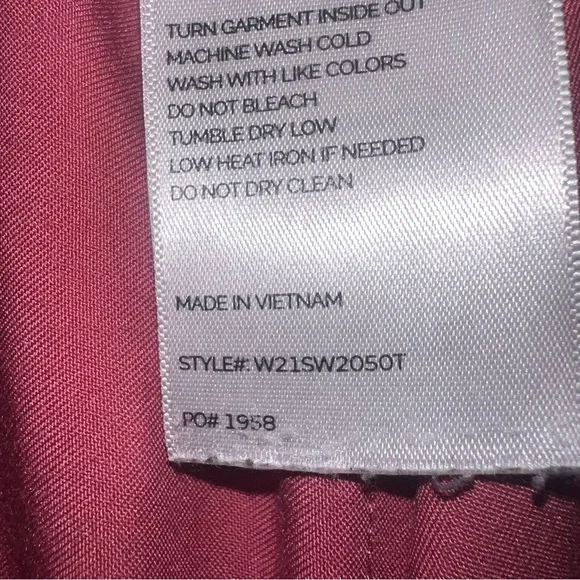 TURN GARMENT INSIDE OUT
MACHINE WASH COLD
WASH WITH LIKE COLORS
DO NOT BLEACH
TUMBLE DRY LOW
LOW HEAT IRON IF NEEDED
DO NOT DRY CLEAN
MADE IN VIETNAM
STYLE#: W21SW2050T
PO# 1958